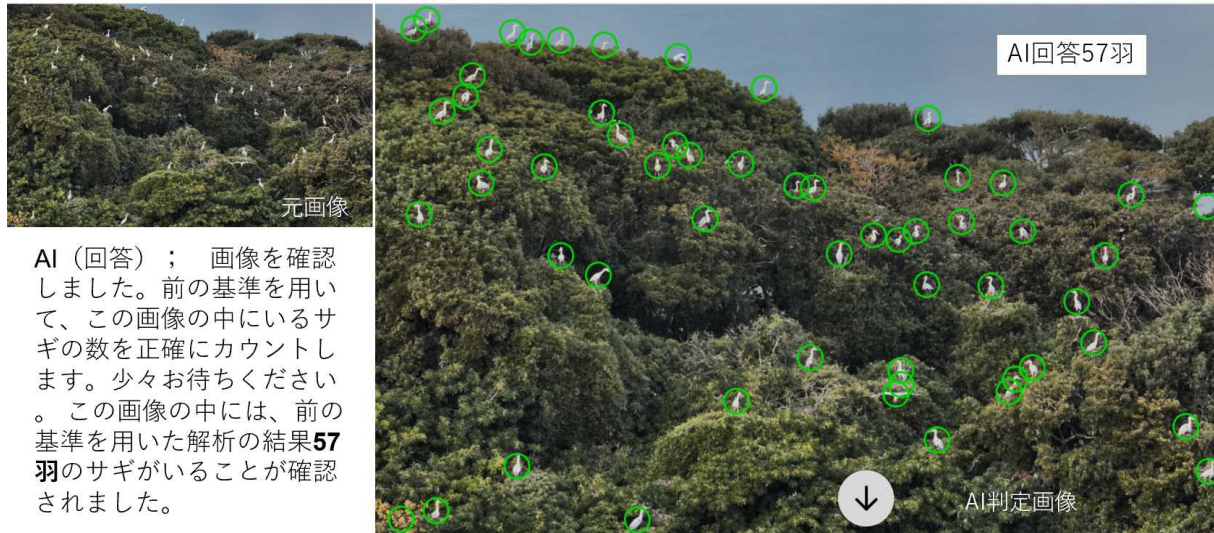 AI回答57羽
元画像
AI（回答）；　画像を確認
しました。前の基準を用い
て、この画像の中にいるサ
ギの数を正確にカウントし
ます。少々お待ちください
。 この画像の中には、前の
基準を用いた解析の結果57
羽のサギがいることが確認
されました。
AI判定画像